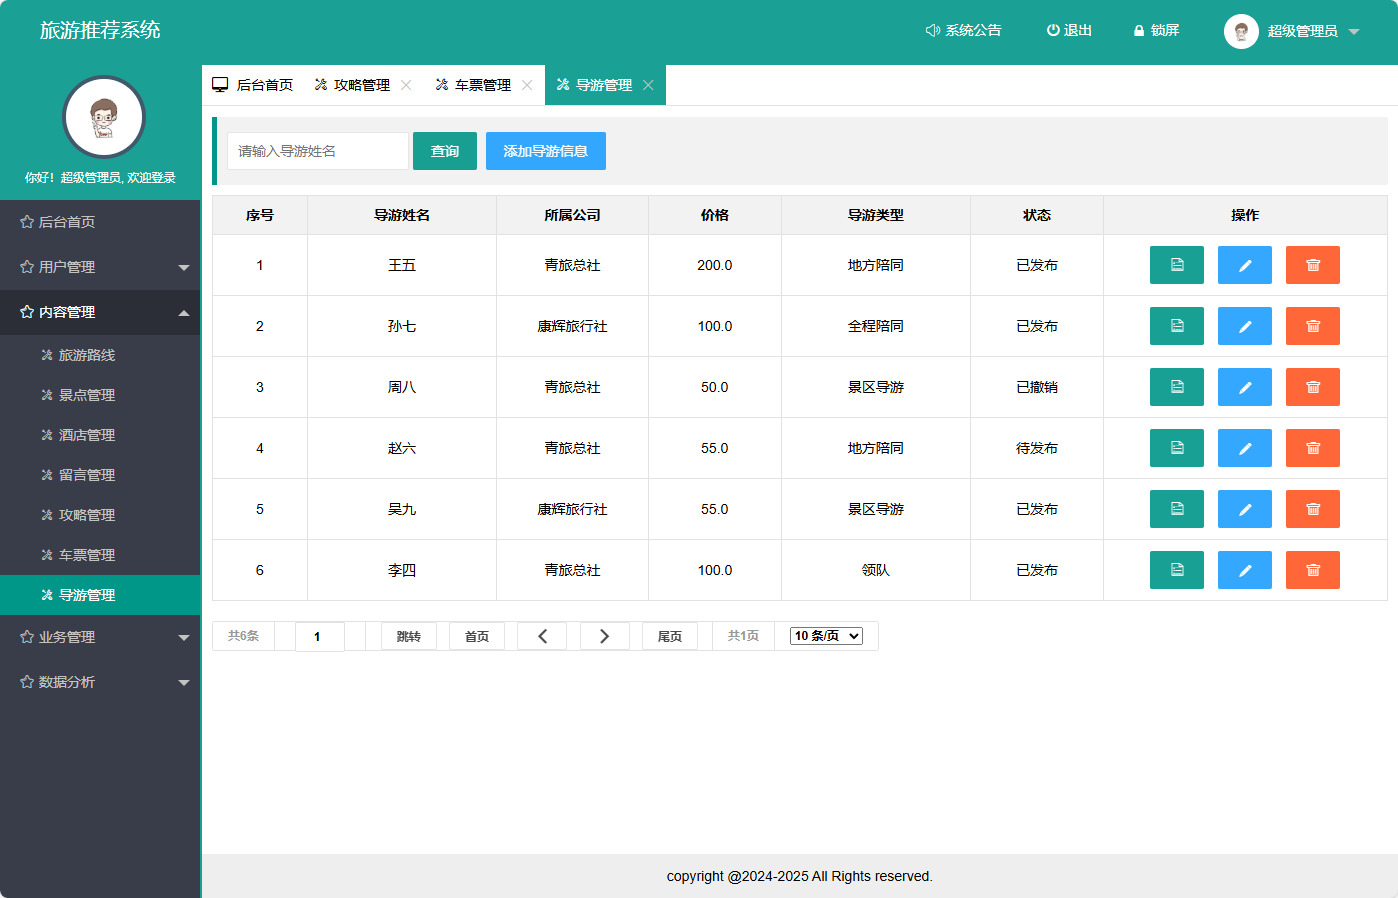 旅游推荐系统
系统公告 退出 锁屏 超级管理员
你好！超级管理员, 欢迎登录
后台首页
用户管理
内容管理
旅游路线
景点管理
酒店管理
留言管理
攻略管理
车票管理
导游管理
业务管理
数据分析
后台首页 攻略管理 车票管理 导游管理
请输入导游姓名 查询 添加导游信息
序号 导游姓名 所属公司 价格 导游类型 状态 操作
1 王五 青旅总社 200.0 地方陪同 已发布
2 孙七 康辉旅行社 100.0 全程陪同 已发布
3 周八 青旅总社 50.0 景区导游 已撤销
4 赵六 青旅总社 55.0 地方陪同 待发布
5 吴九 康辉旅行社 55.0 景区导游 已发布
6 李四 青旅总社 100.0 领队 已发布
共6条 1 跳转 首页 尾页 共1页 10 条/页
copyright @2024-2025 All Rights reserved.